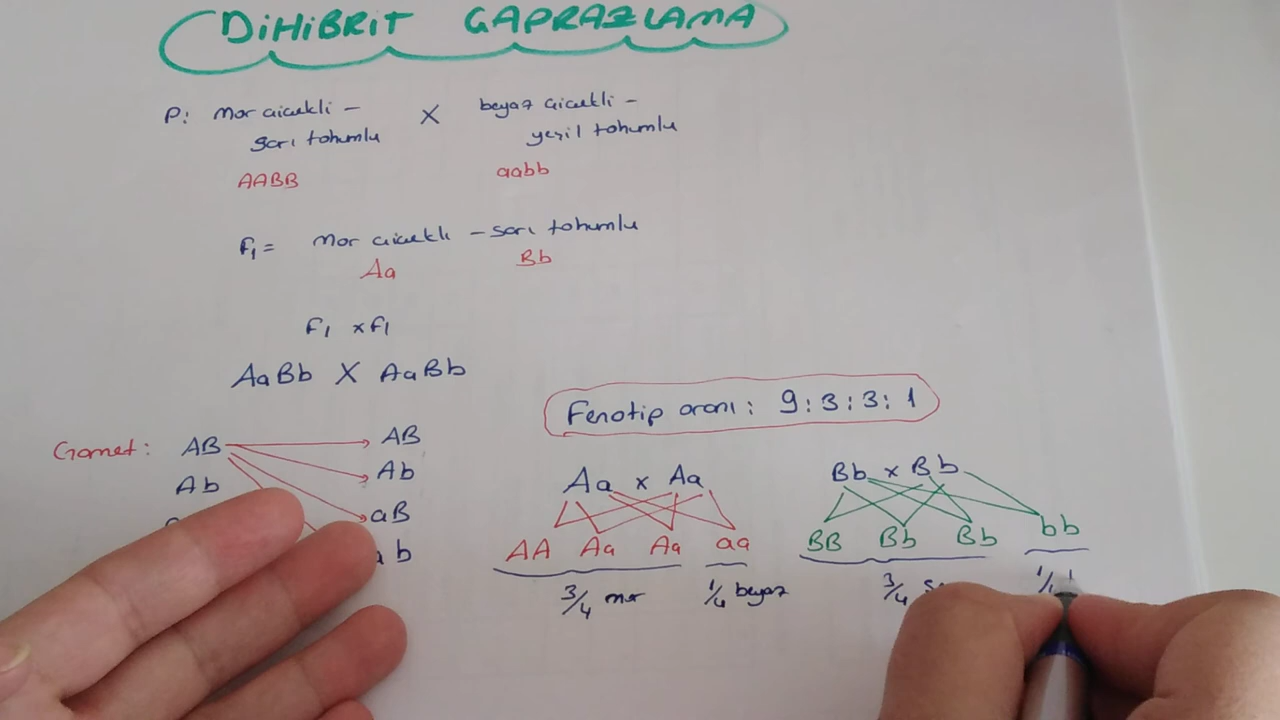 DiHiBRiT ÇAPRAZLAMA
P: Mor çiçekli - X beyaz çiçekli -
sarı tohumlu yeşil tohumlu
AABB aabb
F1 = Mor çiçekli - sarı tohumlu
Aa Bb
F1 x F1
AaBb X AaBb
Fenotip oranı: 9:3:3:1
Gamet: AB AB
Ab Ab
aB
ab
Aa x Aa
AA Aa Aa aa
3/4 mor 1/4 beyaz
Bb x Bb
BB Bb Bb bb
3/4